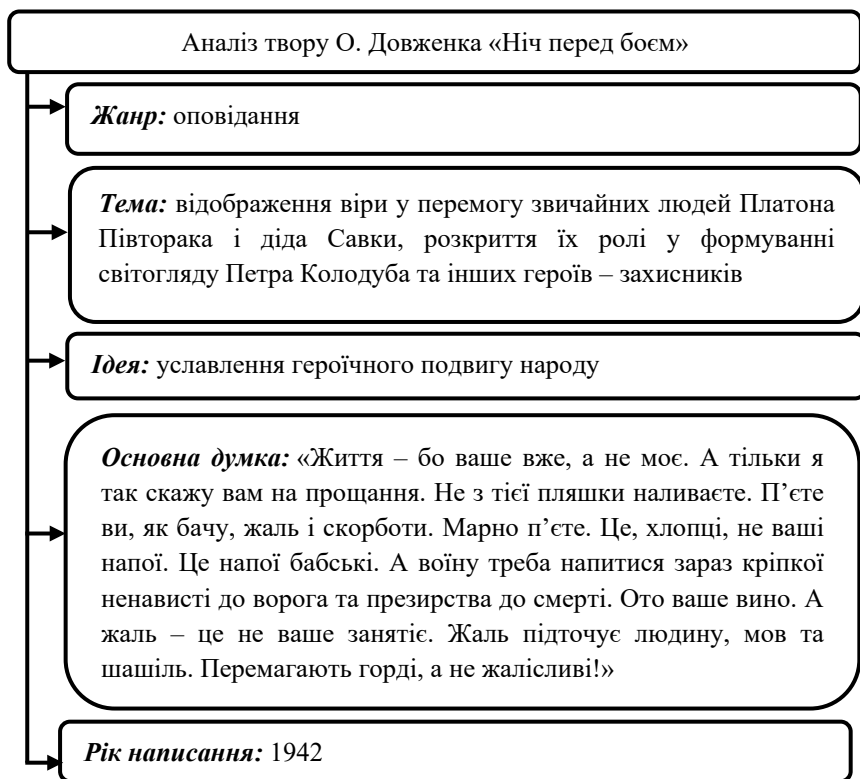 Аналіз твору О. Довженка «Ніч перед боєм»
Жанр: оповідання
Тема: відображення віри у перемогу звичайних людей Платона
Півторака і діда Савки, розкриття їх ролі у формуванні
світогляду Петра Колодуба та інших героїв – захисників
Ідея: уславлення героїчного подвигу народу
Основна думка: «Життя – бо ваше вже, а не моє. А тільки я
так скажу вам на прощання. Не з тієї пляшки наливаєте. П’єте
ви, як бачу, жаль і скорботи. Марно п’єте. Це, хлопці, не ваші
напої. Це напої бабські. А воїну треба напитися зараз кріпкої
ненависті до ворога та презирства до смерті. Ото ваше вино. А
жаль – це не ваше занятіє. Жаль підточує людину, мов та
шашіль. Перемагають горді, а не жалісливі!»
Рік написання: 1942